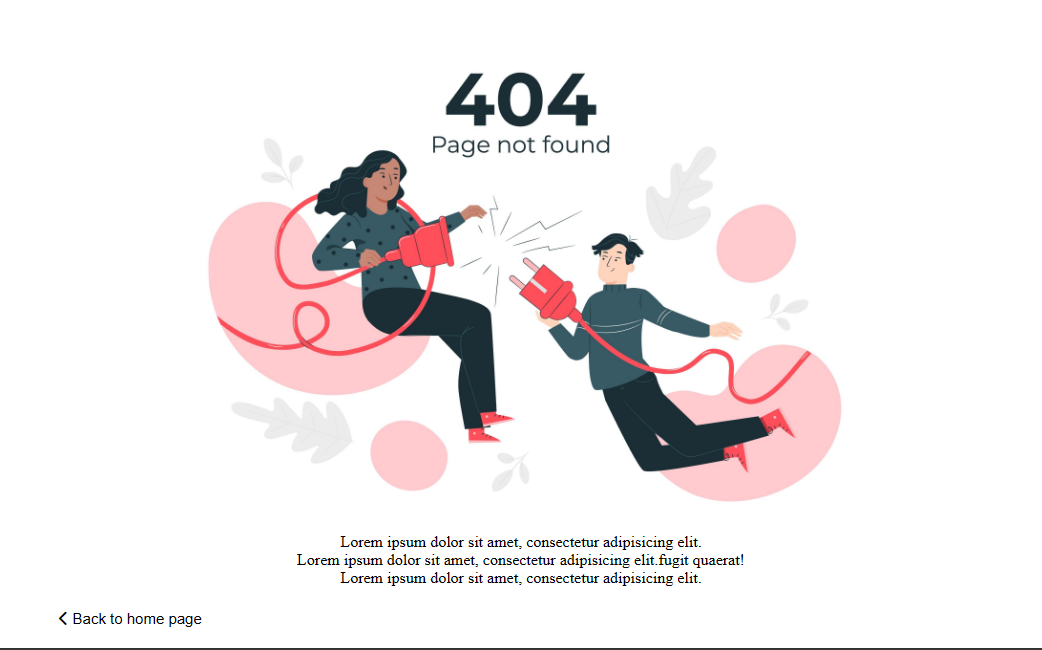 404
Page not found
Lorem ipsum dolor sit amet, consectetur adipisicing elit.
Lorem ipsum dolor sit amet, consectetur adipisicing elit.fugit quaerat!
Lorem ipsum dolor sit amet, consectetur adipisicing elit.
Back to home page